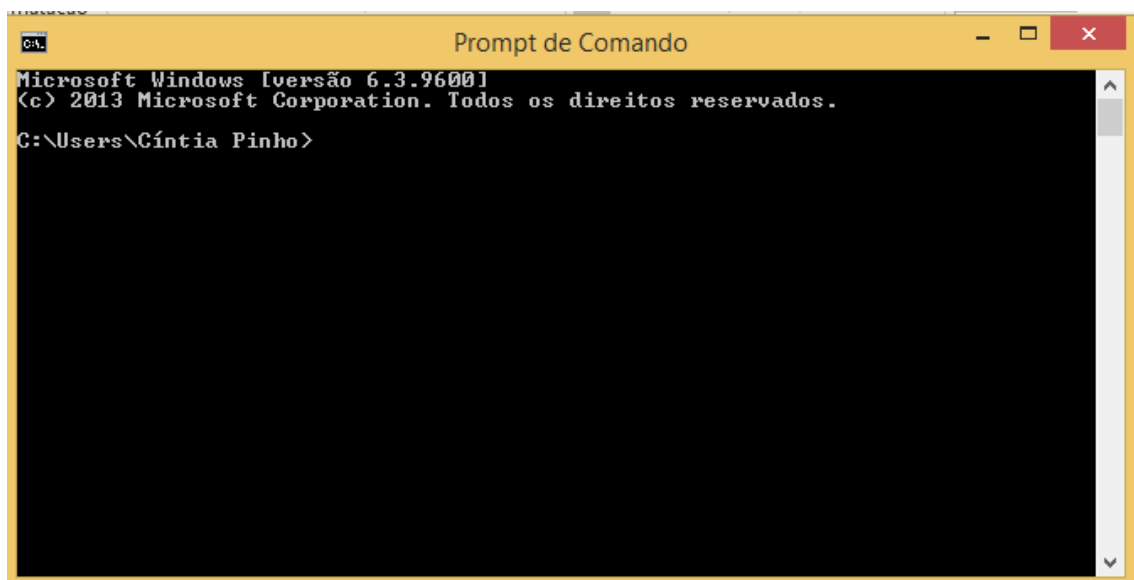 C:\.
Prompt de Comando
Microsoft Windows [versão 6.3.9600]
(c) 2013 Microsoft Corporation. Todos os direitos reservados.
C:\Users\Cíntia Pinho>